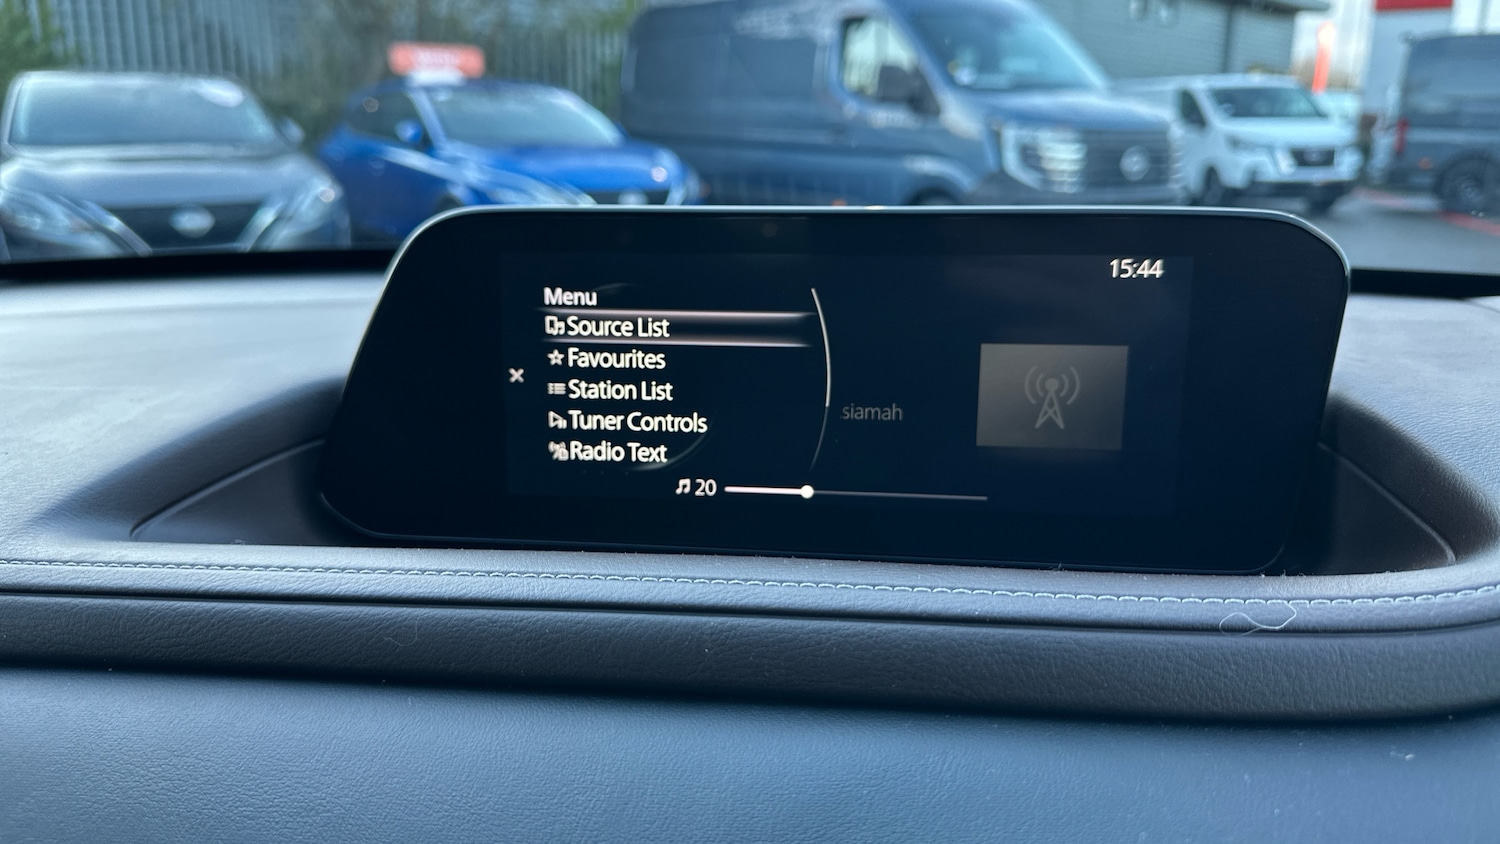 15:44
Menu
Source List
Favourites
Station List
Tuner Controls
Radio Text
siamah
20